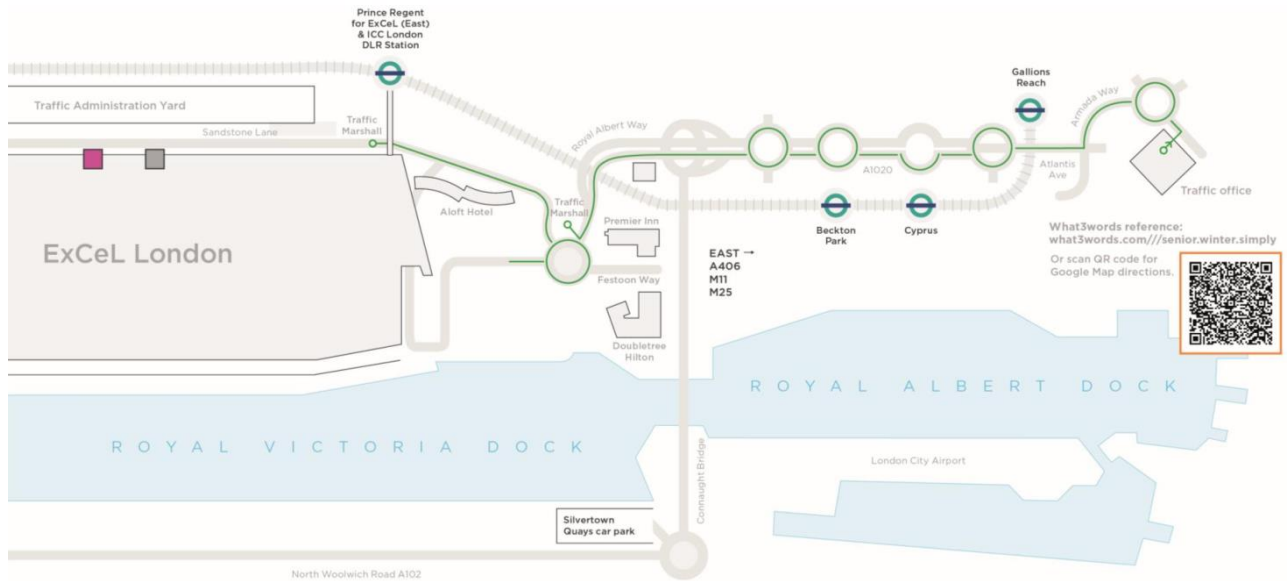 Prince Regent
for ExCeL (East)
& ICC London
DLR Station
Traffic Administration Yard
Sandstone Lane
Traffic
Marshall
Royal Albert Way
Gallions
Reach
Armada Way
A1020
Atlantis
Ave
Traffic office
Aloft Hotel
Traffic
Marshall
Premier Inn
Beckton
Park
Cyprus
What3words reference:
what3words.com///senior.winter.simply
Or scan QR code for
Google Map directions.
ExCeL London
EAST →
A406
M11
M25
Festoon Way
Doubletree
Hilton
ROYAL ALBERT DOCK
ROYAL VICTORIA DOCK
Connaught Bridge
London City Airport
Silvertown
Quays car park
North Woolwich Road A102